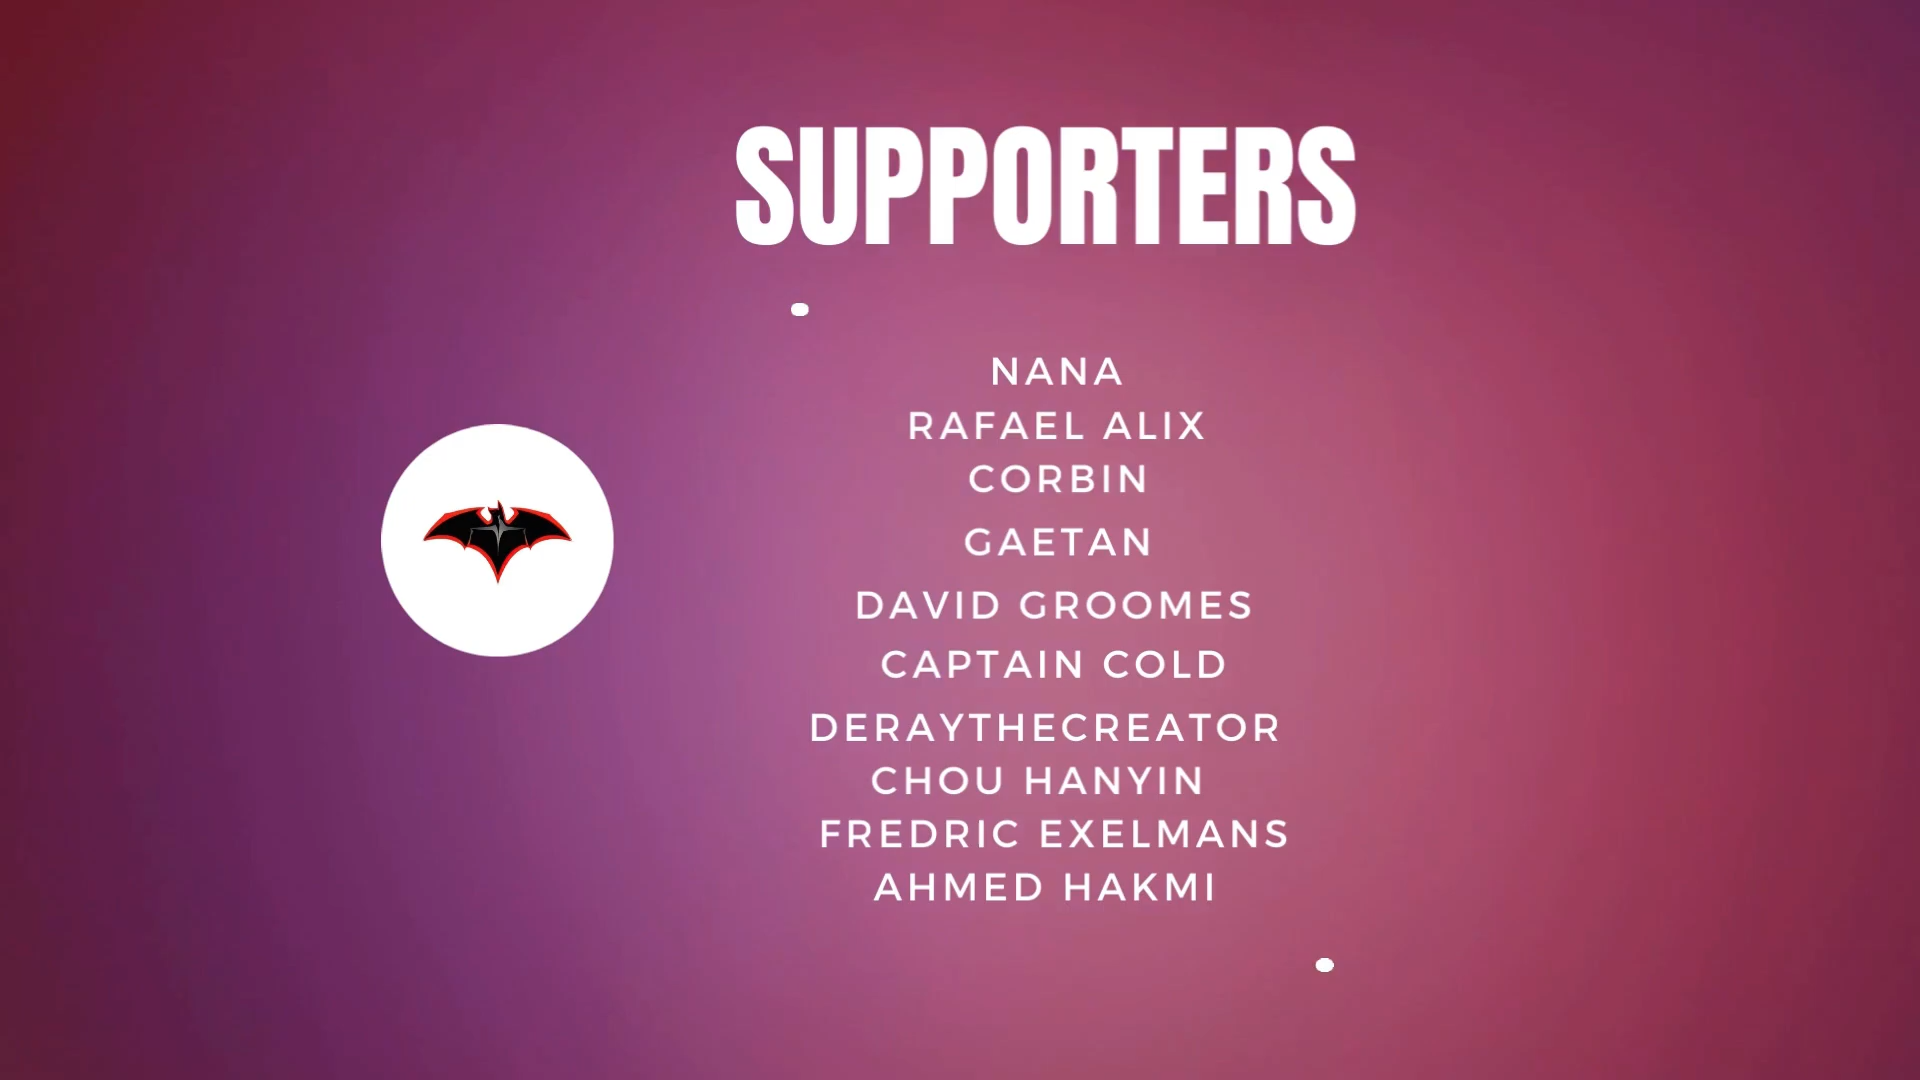 SUPPORTERS
NANA
RAFAEL ALIX
CORBIN
GAETAN
DAVID GROOMES
CAPTAIN COLD
DERAYTHECREATOR
CHOU HANYIN
FREDRIC EXELMANS
AHMED HAKMI